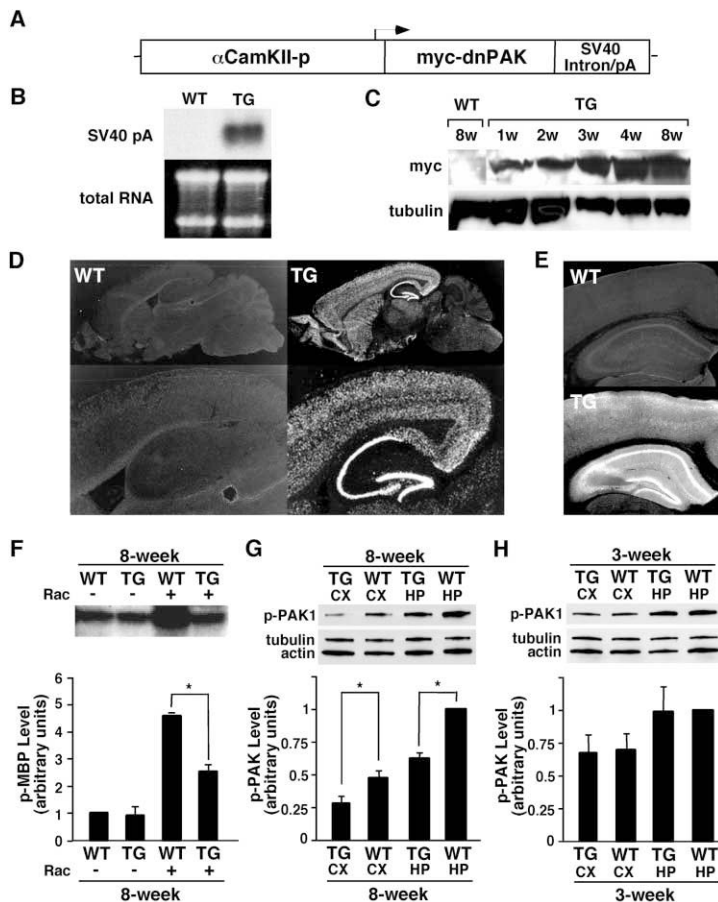 A
αCamKII-p
myc-dnPAK
SV40
Intron/pA
B
WT TG
SV40 pA
total RNA
C
WT TG
8w 1w 2w 3w 4w 8w
myc
tubulin
D
WT
TG
E
WT
TG
F
8-week
WT TG WT TG
Rac - - + +
p-MBP Level
(arbitrary units)
6
5
4
3
2
1
0
*
WT TG WT TG
Rac - - + +
8-week
G
8-week
TG WT TG WT
CX CX HP HP
p-PAK1
tubulin
actin
p-PAK Level
(arbitrary units)
1
0.75
0.5
0.25
* *
TG WT TG WT
CX CX HP HP
8-week
H
3-week
TG WT TG WT
CX CX HP HP
p-PAK1
tubulin
actin
p-PAK Level
(arbitrary units)
1
0.75
0.5
0.25
TG WT TG WT
CX CX HP HP
3-week